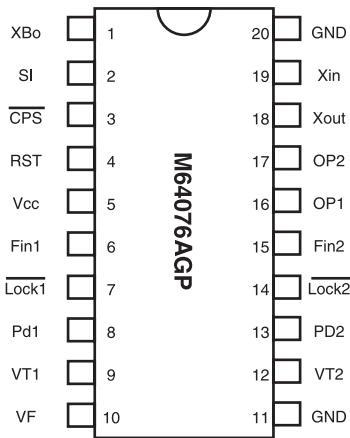 XBo 1 20 GND
SI 2 19 Xin
CPS 3 18 Xout
RST 4 17 OP2
Vcc 5 16 OP1
Fin1 6 15 Fin2
Lock1 7 14 Lock2
Pd1 8 13 PD2
VT1 9 12 VT2
VF 10 11 GND
M64076AGP